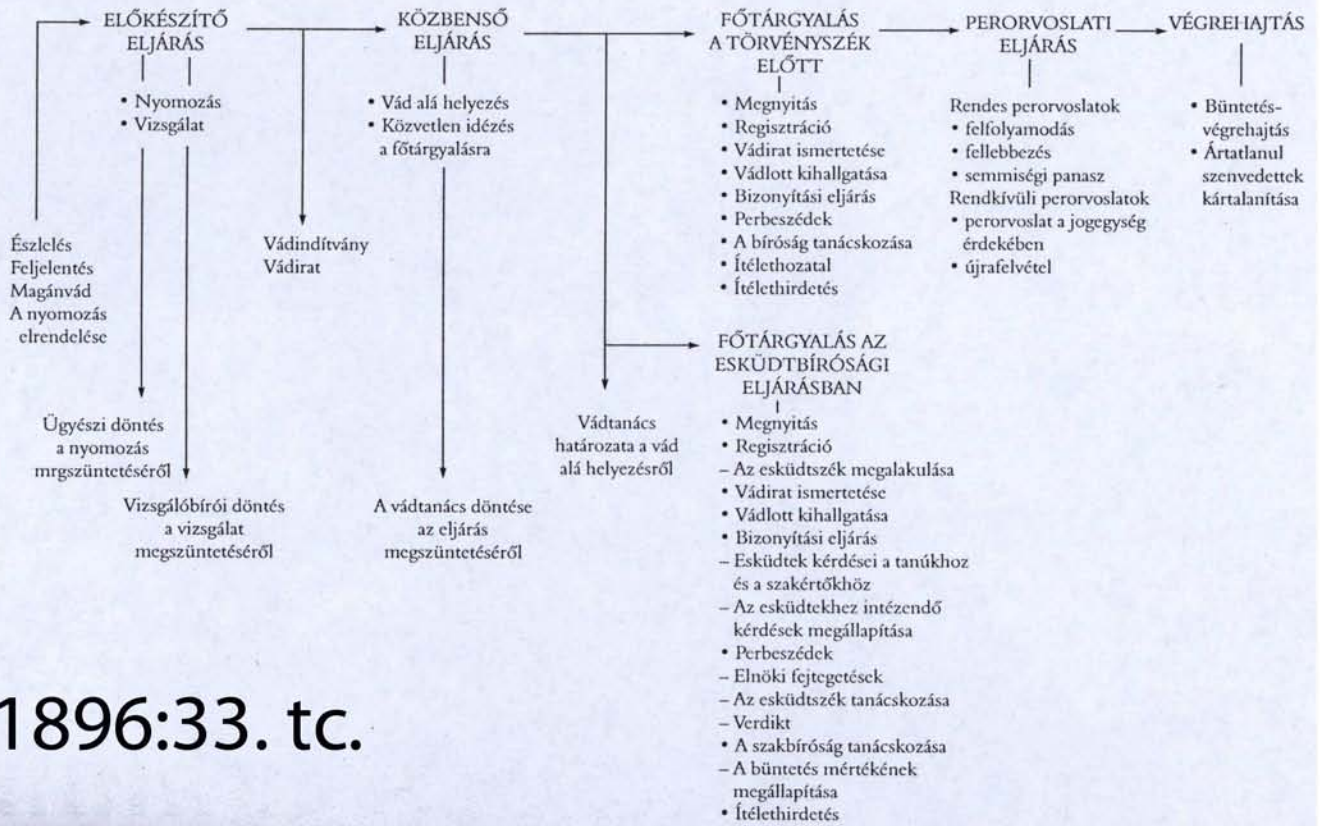 ELŐKÉSZÍTŐ
ELJÁRÁS
• Nyomozás
• Vizsgálat
Észlelés
Feljelentés
Magánvád
A nyomozás
elrendelése
Ügyészi döntés
a nyomozás
mrgszüntetéséről
Vizsgálóbírói döntés
a vizsgálat
megszüntetéséről
Vádindítvány
Vádirat
KÖZBENSŐ
ELJÁRÁS
• Vád alá helyezés
• Közvetlen idézés
a főtárgyalásra
A vádtanács döntése
az eljárás
megszüntetéséről
Vádtanács
határozata a vád
alá helyezésről
FŐTÁRGYALÁS
A TÖRVÉNYSZÉK
ELŐTT
• Megnyitás
• Regisztráció
• Vádirat ismertetése
• Vádlott kihallgatása
• Bizonyítási eljárás
• Perbeszédek
• A bíróság tanácskozása
• Ítélethozatal
• Ítélethirdetés
FŐTÁRGYALÁS AZ
ESKÜDTBÍRÓSÁGI
ELJÁRÁSBAN
• Megnyitás
• Regisztráció
– Az esküdtszék megalakulása
• Vádirat ismertetése
• Vádlott kihallgatása
• Bizonyítási eljárás
– Esküdtek kérdései a tanúkhoz
és a szakértőkhöz
– Az esküdtekhez intézendő
kérdések megállapítása
• Perbeszédek
– Elnöki fejtegetések
– Az esküdtszék tanácskozása
– Verdikt
• A szakbíróság tanácskozása
– A büntetés mértékének
megállapítása
• Ítélethirdetés
PERORVOSLATI
ELJÁRÁS
Rendes perorvoslatok
• felfolyamodás
• fellebbezés
• semmiségi panasz
Rendkívüli perorvoslatok
• perorvoslat a jogegység
érdekében
• újrafelvétel
VÉGREHAJTÁS
• Büntetés-
végrehajtás
• Ártatlanul
szenvedettek
kártalanítása
1896:33. tc.